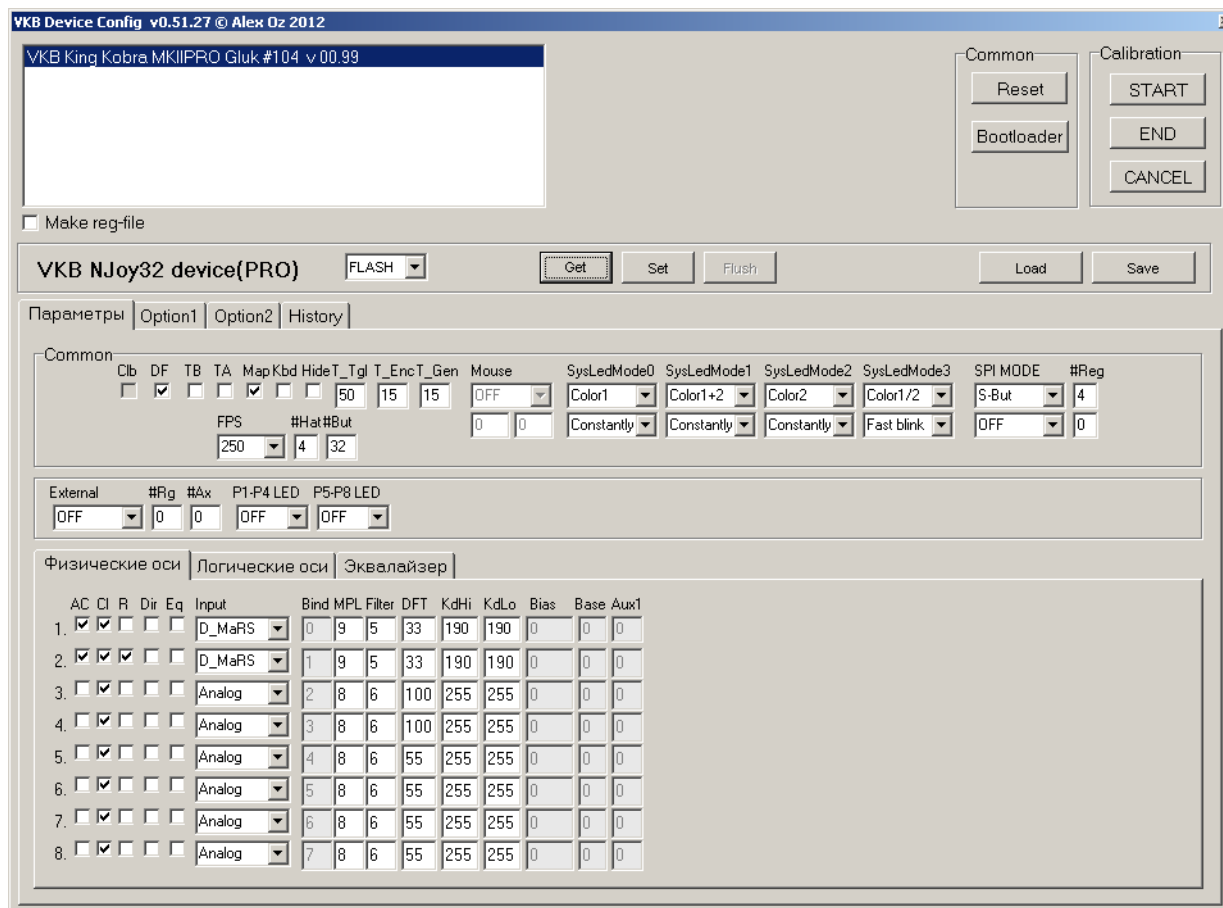 VKB Device Config v0.51.27 © Alex Oz 2012
VKB King Kobra MKIIPRO Gluk #104 v 00.99
Common
Calibration
Reset
START
Bootloader
END
CANCEL
Make reg-file
VKB NJoy32 device(PRO)
FLASH
Get
Set
Flush
Load
Save
Параметры Option1 Option2 History
Common
Clb DF TB TA Map Kbd Hide T_Tgl T_Enc T_Gen Mouse SysLedMode0 SysLedMode1 SysLedMode2 SysLedMode3 SPI MODE #Reg
50 15 15 OFF Color1 Color1+2 Color2 Color1/2 S-But 4
FPS #Hat #But 0 0 Constantly Constantly Constantly Fast blink OFF 0
250 4 32
External #Rg #Ax P1-P4 LED P5-P8 LED
OFF 0 0 OFF OFF
Физические оси Логические оси Эквалайзер
AC Cl R Dir Eq Input Bind MPL Filter DFT KdHi KdLo Bias Base Aux1
1. D_MaRS 0 9 5 33 190 190 0 0 0
2. D_MaRS 1 9 5 33 190 190 0 0 0
3. Analog 2 8 6 100 255 255 0 0 0
4. Analog 3 8 6 100 255 255 0 0 0
5. Analog 4 8 6 55 255 255 0 0 0
6. Analog 5 8 6 55 255 255 0 0 0
7. Analog 6 8 6 55 255 255 0 0 0
8. Analog 7 8 6 55 255 255 0 0 0